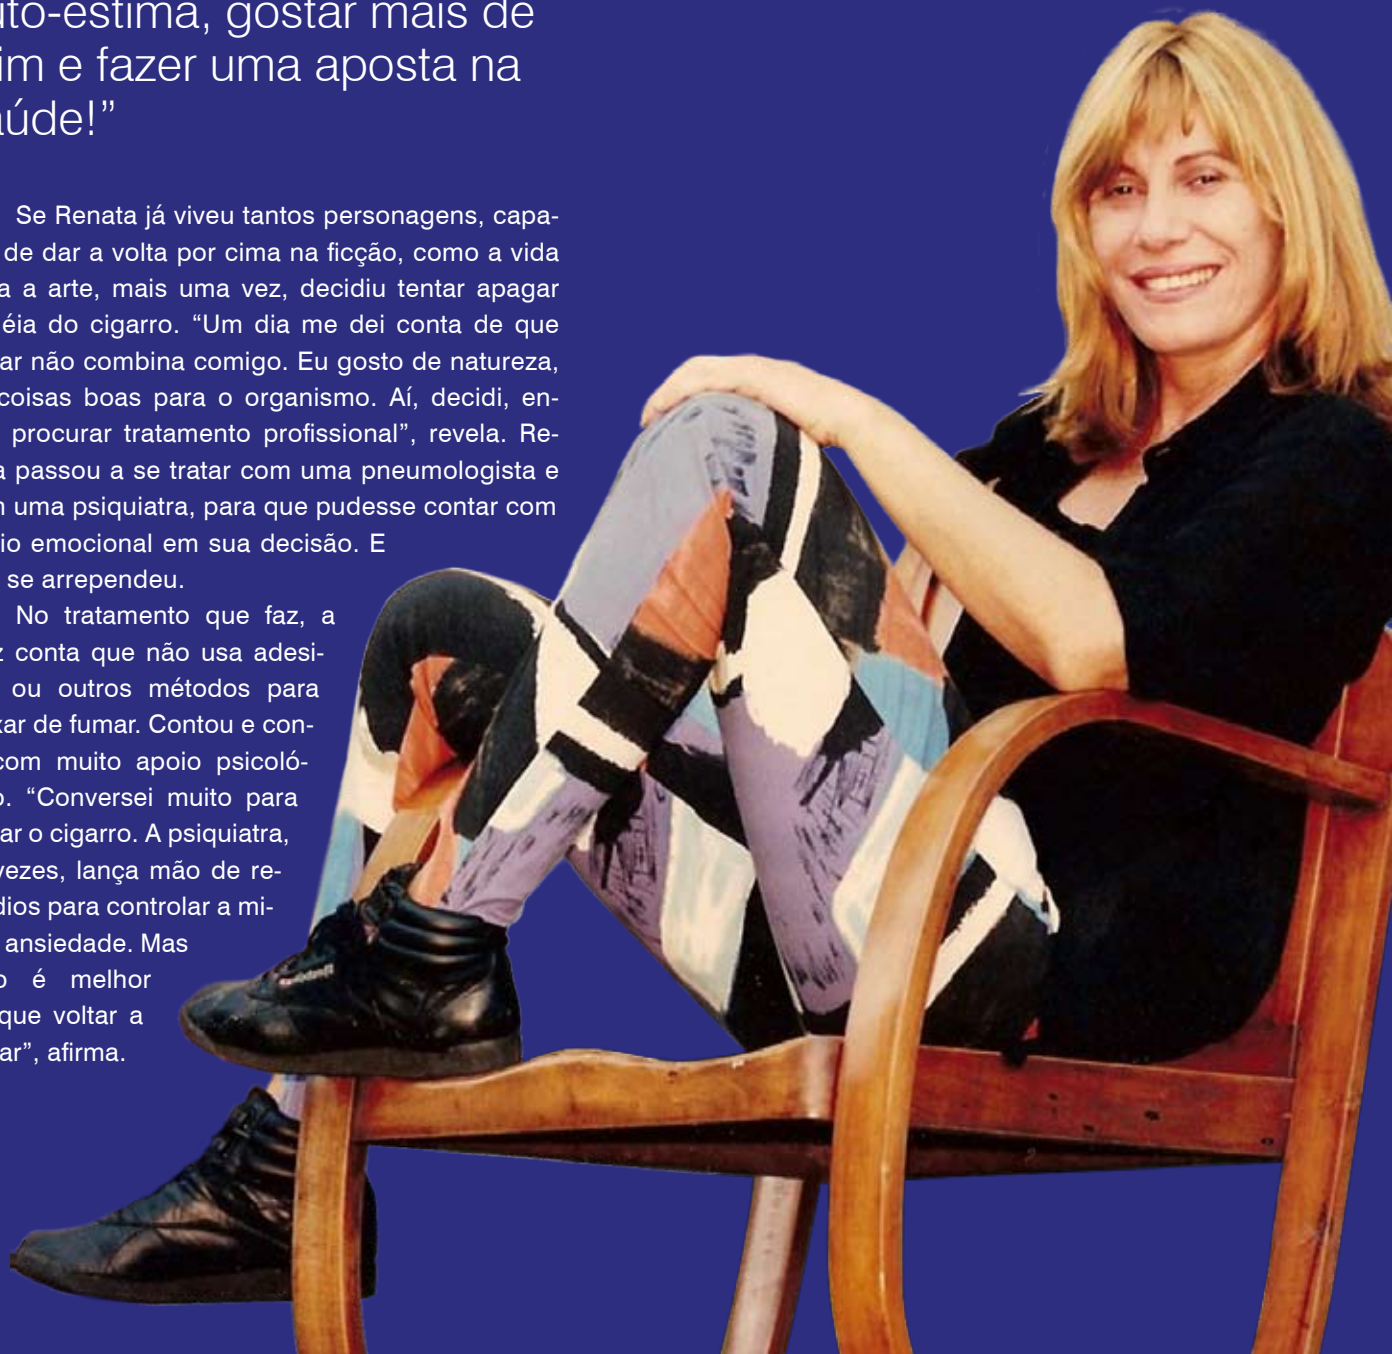 uto-estima, gostar mais de
im e fazer uma aposta na
aúde!”
Se Renata já viveu tantos personagens, capa-
de dar a volta por cima na ficção, como a vida
a a arte, mais uma vez, decidiu tentar apagar
éia do cigarro. “Um dia me dei conta de que
ar não combina comigo. Eu gosto de natureza,
coisas boas para o organismo. Aí, decidi, en-
procurar tratamento profissional”, revela. Re-
a passou a se tratar com uma pneumologista e
uma psiquiatra, para que pudesse contar com
io emocional em sua decisão. E
se arrependeu.
No tratamento que faz, a
z conta que não usa adesi-
ou outros métodos para
xar de fumar. Contou e con-
com muito apoio psicoló-
o. “Conversei muito para
ar o cigarro. A psiquiatra,
vezes, lança mão de re-
dios para controlar a mi-
ansiedade. Mas
o é melhor
que voltar a
ar”, afirma.